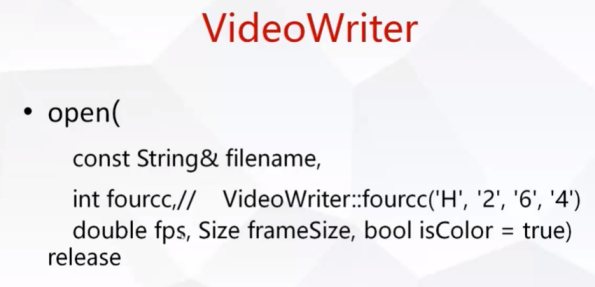 VideoWriter
• open(
const String& filename,
int fourcc,// VideoWriter::fourcc('H', '2', '6', '4')
double fps, Size frameSize, bool isColor = true)
release